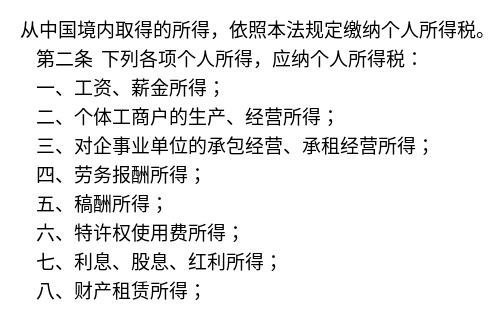 从中国境内取得的所得，依照本法规定缴纳个人所得税。
第二条 下列各项个人所得，应纳个人所得税：
一、工资、薪金所得；
二、个体工商户的生产、经营所得；
三、对企事业单位的承包经营、承租经营所得；
四、劳务报酬所得；
五、稿酬所得；
六、特许权使用费所得；
七、利息、股息、红利所得；
八、财产租赁所得；